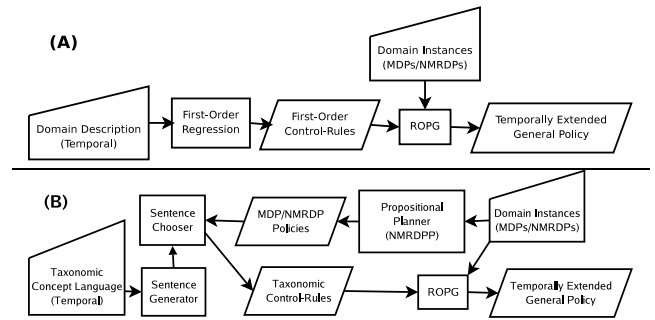 (A)
Domain Instances
(MDPs/NMRDPs)
Domain Description
(Temporal)
First-Order
Regression
First-Order
Control-Rules
ROPG
Temporally Extended
General Policy
(B)
Sentence
Chooser
MDP/NMRDP
Policies
Propositional
Planner
(NMRDPP)
Domain Instances
(MDPs/NMRDPs)
Taxonomic
Concept Language
(Temporal)
Sentence
Generator
Taxonomic
Control-Rules
ROPG
Temporally Extended
General Policy